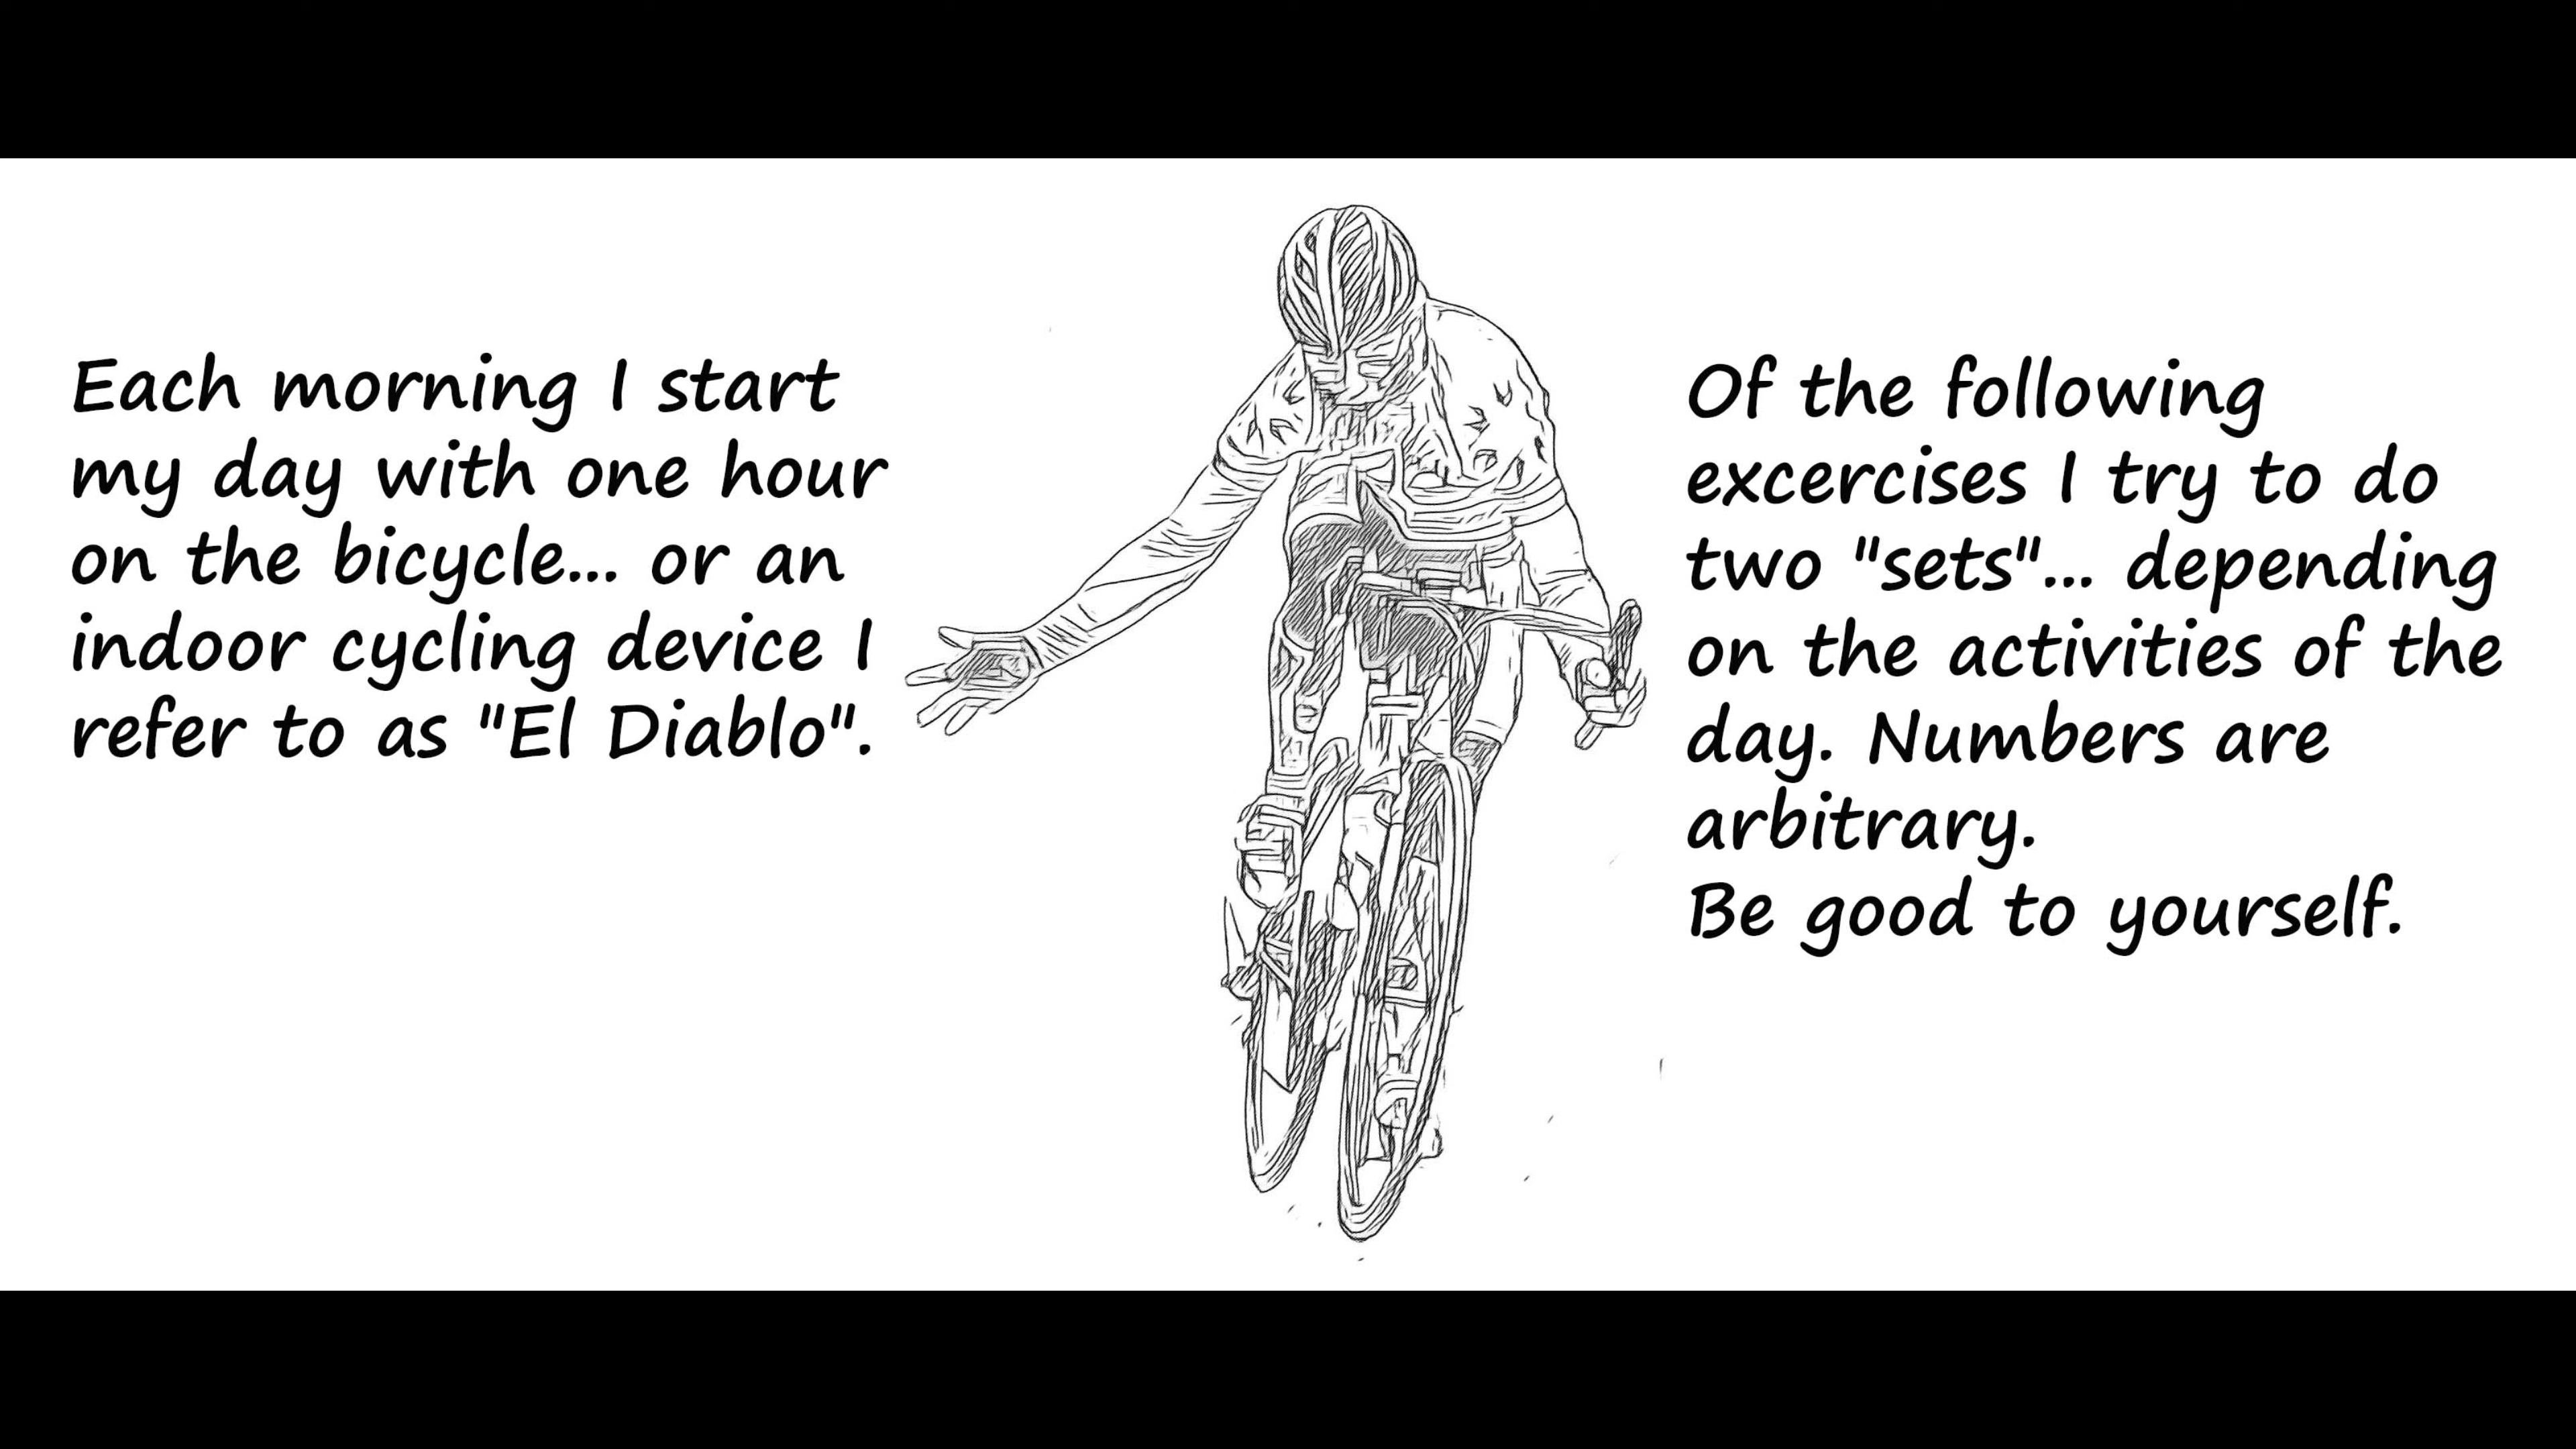 Each morning I start
my day with one hour
on the bicycle... or an
indoor cycling device I
refer to as "El Diablo".
Of the following
excercises I try to do
two "sets"... depending
on the activities of the
day. Numbers are
arbitrary.
Be good to yourself.